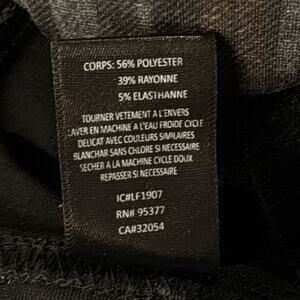 CORPS: 56% POLYESTER
39% RAYONNE
5% ELASTHANNE
TOURNER VETEMENT A L'ENVERS
LAVER EN MACHINE A L'EAU FROIDE CYCLE
DELICAT AVEC COULEURS SIMILAIRES
BLANCHAR SANS CHLORE SI NECESSAIRE
SECHER A LA MACHINE CYCLE DOUX
REPASSER SI NECESSAIRE
IC#LF1907
RN# 95377
CA#32054